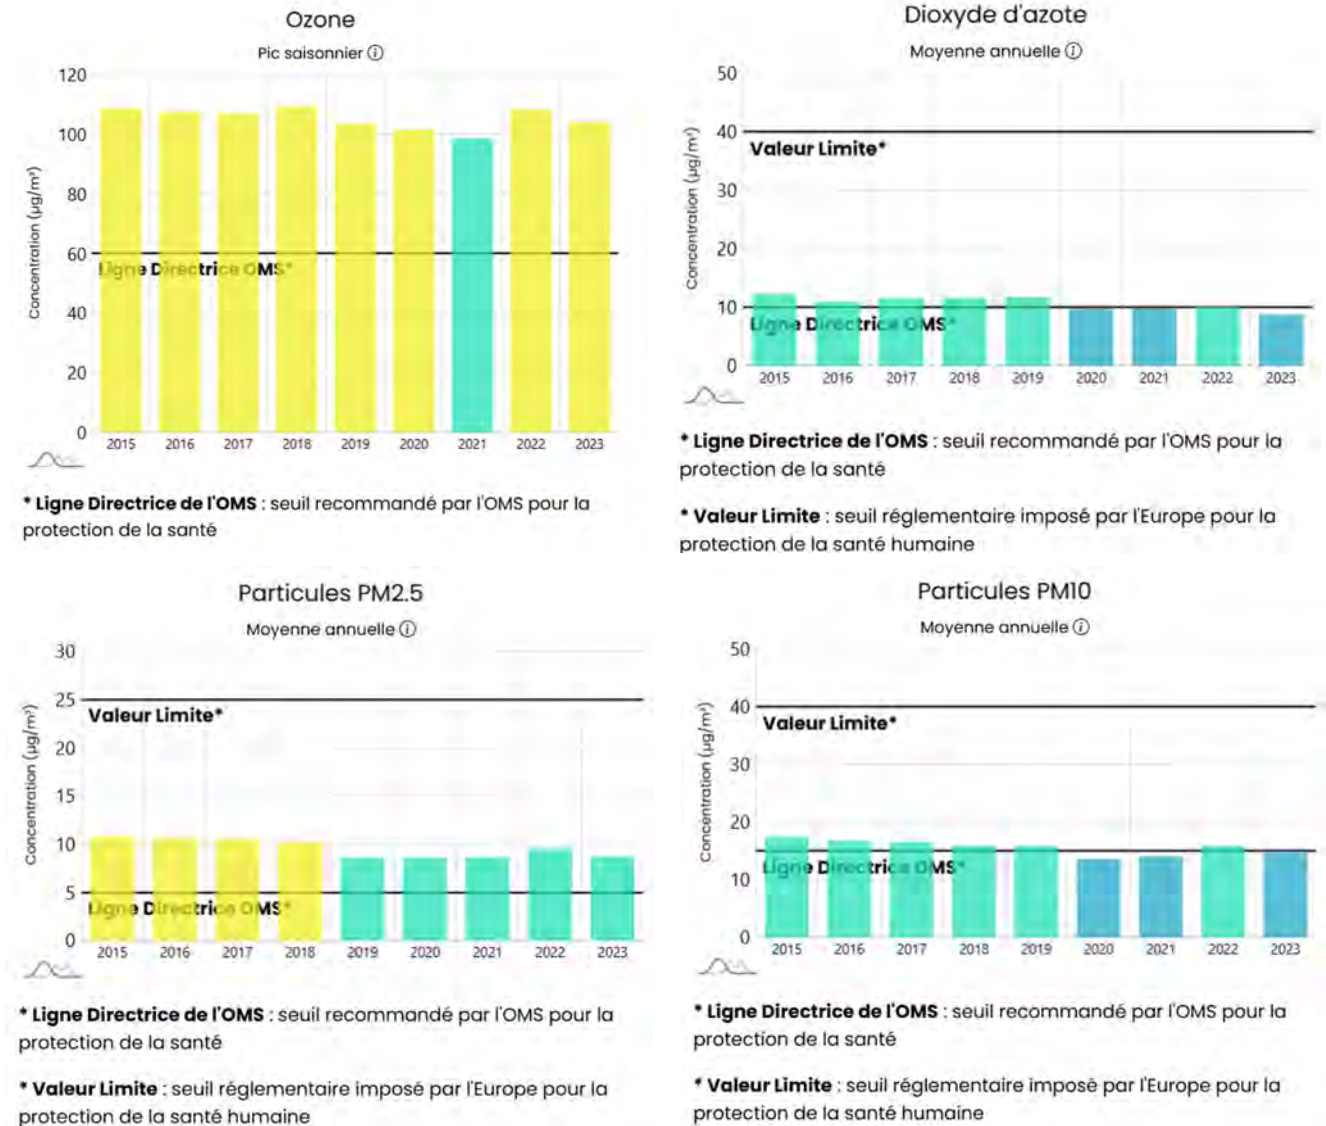 Ozone
Pic saisonnier ⓘ
Concentration (µg/m³)
120
100
80
60
40
20
0
Ligne Directrice OMS*
2015 2016 2017 2018 2019 2020 2021 2022 2023
* Ligne Directrice de l'OMS : seuil recommandé par l'OMS pour la
protection de la santé
Dioxyde d'azote
Moyenne annuelle ⓘ
Concentration (µg/m³)
50
40
30
20
10
0
Valeur Limite*
Ligne Directrice OMS*
2015 2016 2017 2018 2019 2020 2021 2022 2023
* Ligne Directrice de l'OMS : seuil recommandé par l'OMS pour la
protection de la santé
* Valeur Limite : seuil réglementaire imposé par l'Europe pour la
protection de la santé humaine
Particules PM2.5
Moyenne annuelle ⓘ
Concentration (µg/m³)
30
25
20
15
10
5
0
Valeur Limite*
Ligne Directrice OMS*
2015 2016 2017 2018 2019 2020 2021 2022 2023
* Ligne Directrice de l'OMS : seuil recommandé par l'OMS pour la
protection de la santé
* Valeur Limite : seuil réglementaire imposé par l'Europe pour la
protection de la santé humaine
Particules PM10
Moyenne annuelle ⓘ
Concentration (µg/m³)
50
40
30
20
10
0
Valeur Limite*
Ligne Directrice OMS*
2015 2016 2017 2018 2019 2020 2021 2022 2023
* Ligne Directrice de l'OMS : seuil recommandé par l'OMS pour la
protection de la santé
* Valeur Limite : seuil réglementaire imposé par l'Europe pour la
protection de la santé humaine